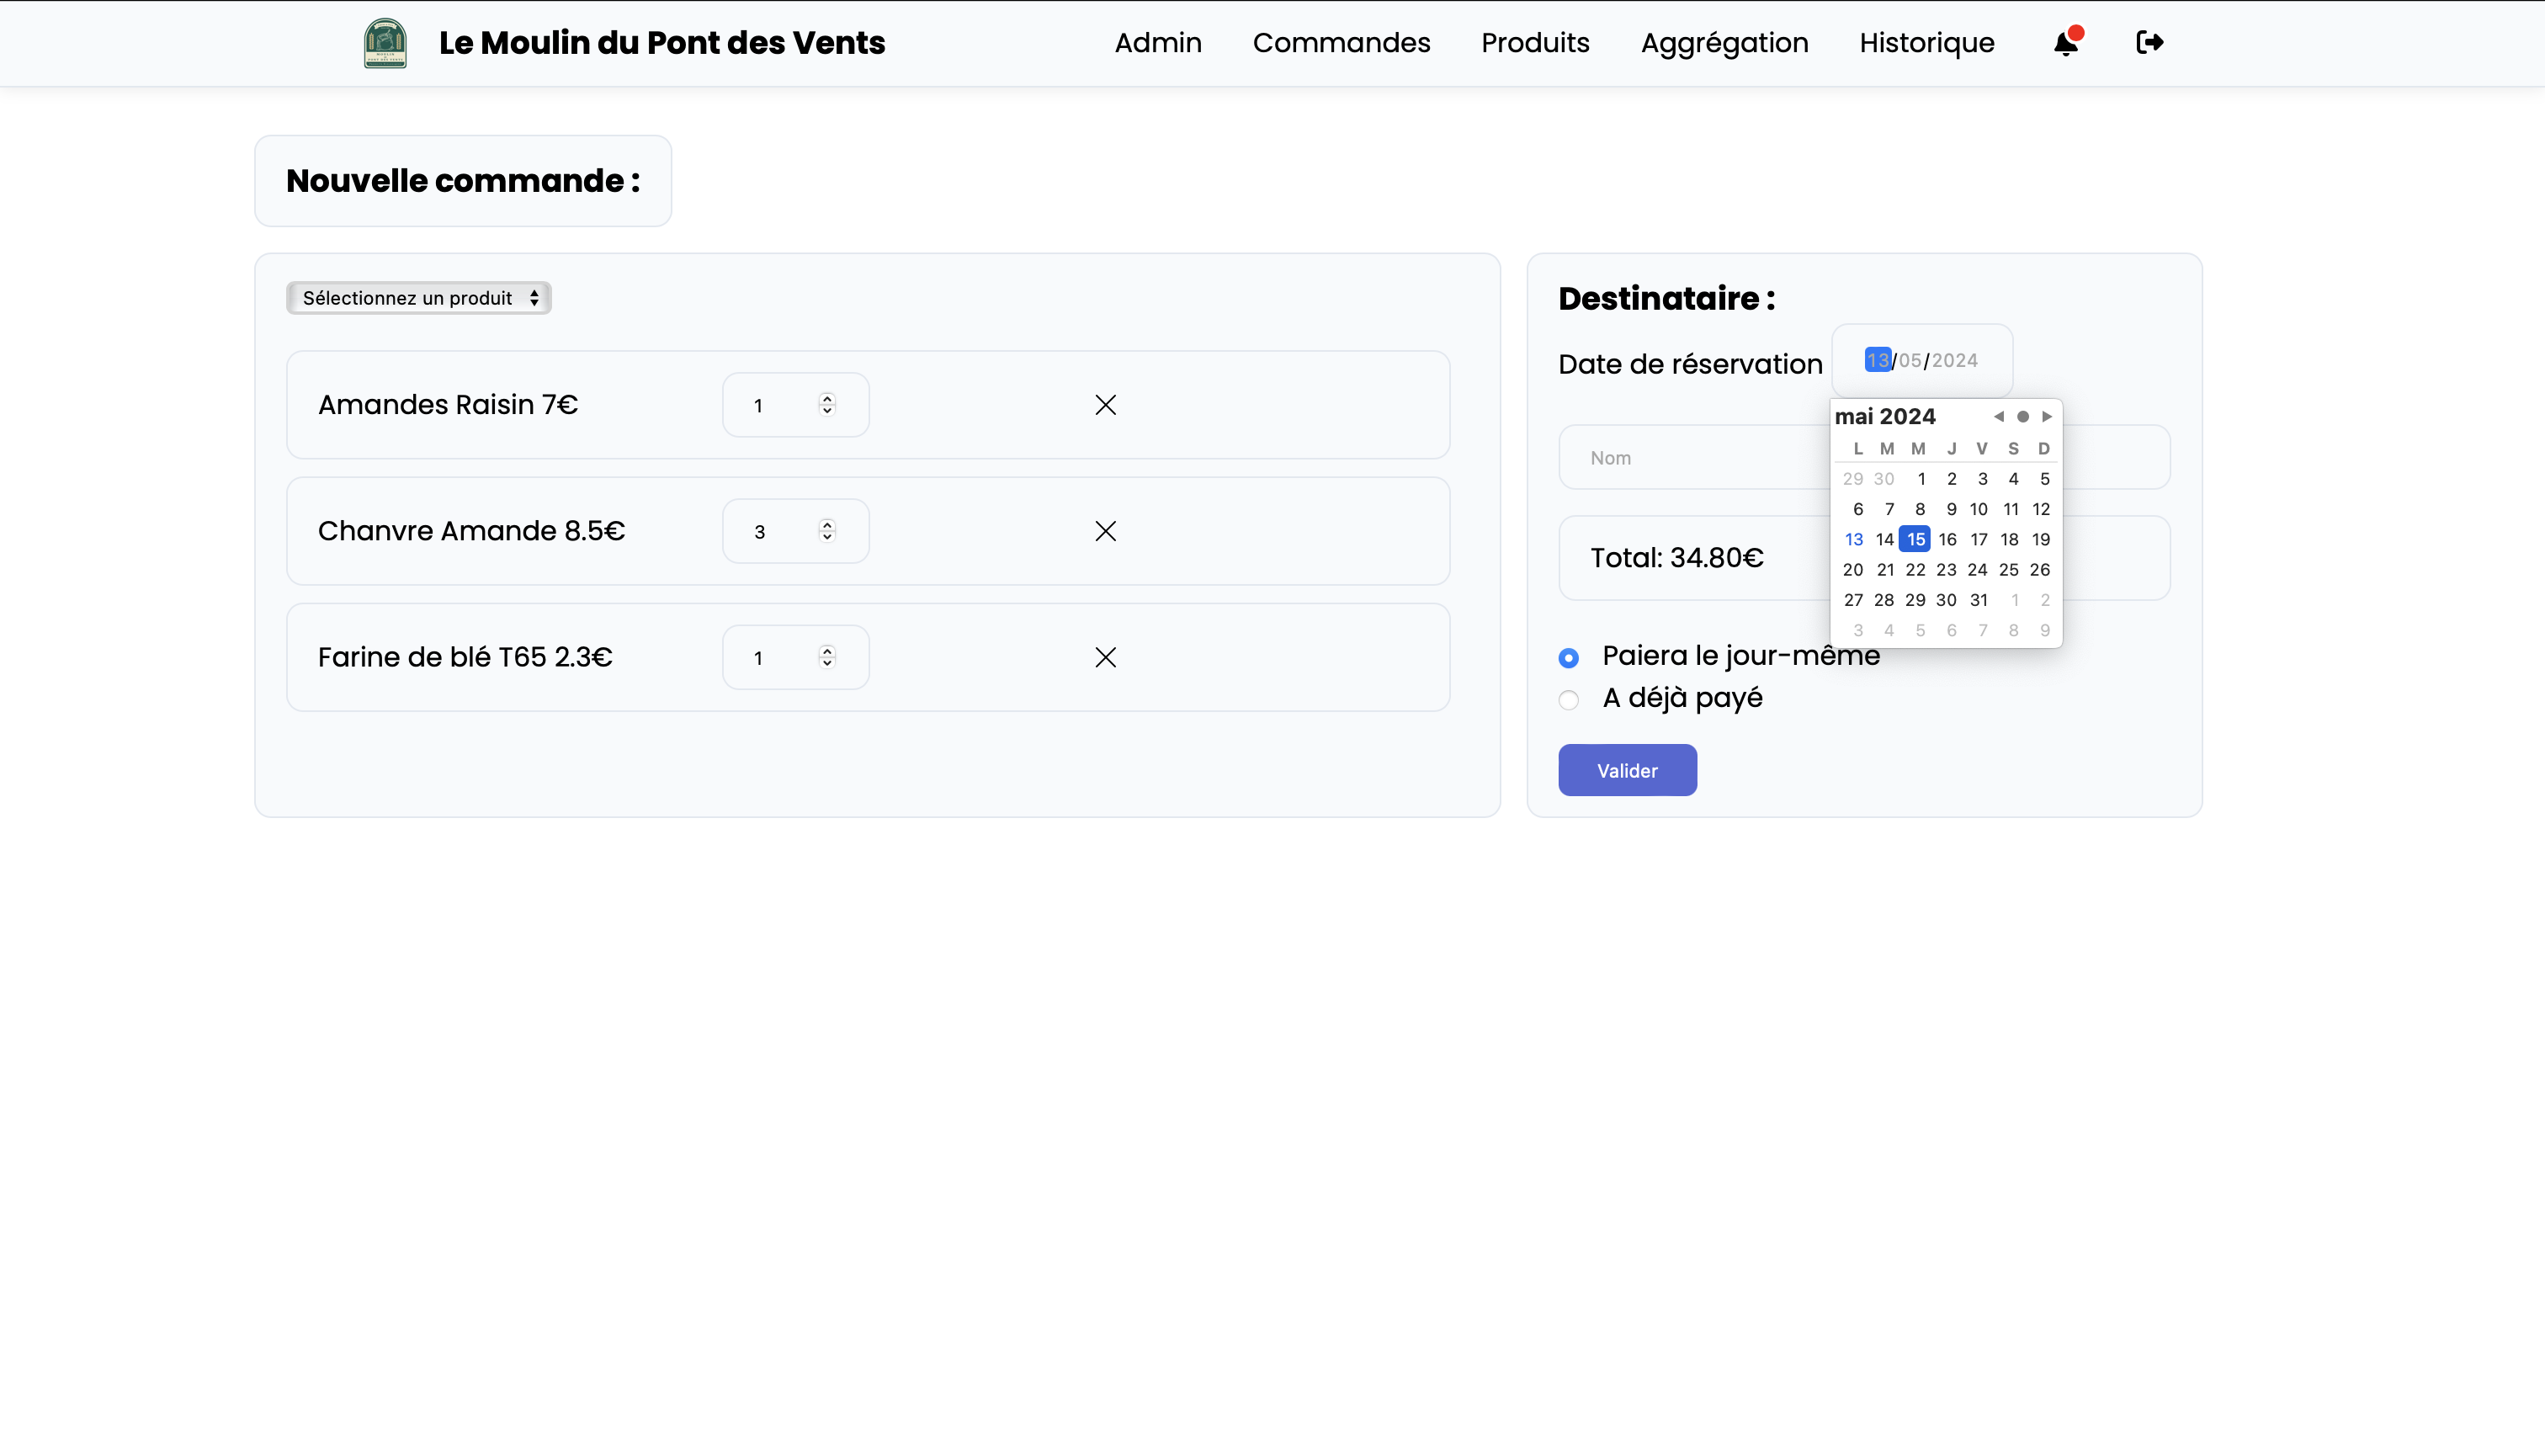 Le Moulin du Pont des Vents Admin Commandes Produits Aggrégation Historique
Nouvelle commande :
Sélectionnez un produit
Amandes Raisin 7€ 1
Chanvre Amande 8.5€ 3
Farine de blé T65 2.3€ 1
Destinataire :
Date de réservation 13/05/2024
mai 2024
L M M J V S D
29 30 1 2 3 4 5
6 7 8 9 10 11 12
13 14 15 16 17 18 19
20 21 22 23 24 25 26
27 28 29 30 31 1 2
3 4 5 6 7 8 9
Nom
Total: 34.80€
Paiera le jour-même
A déjà payé
Valider